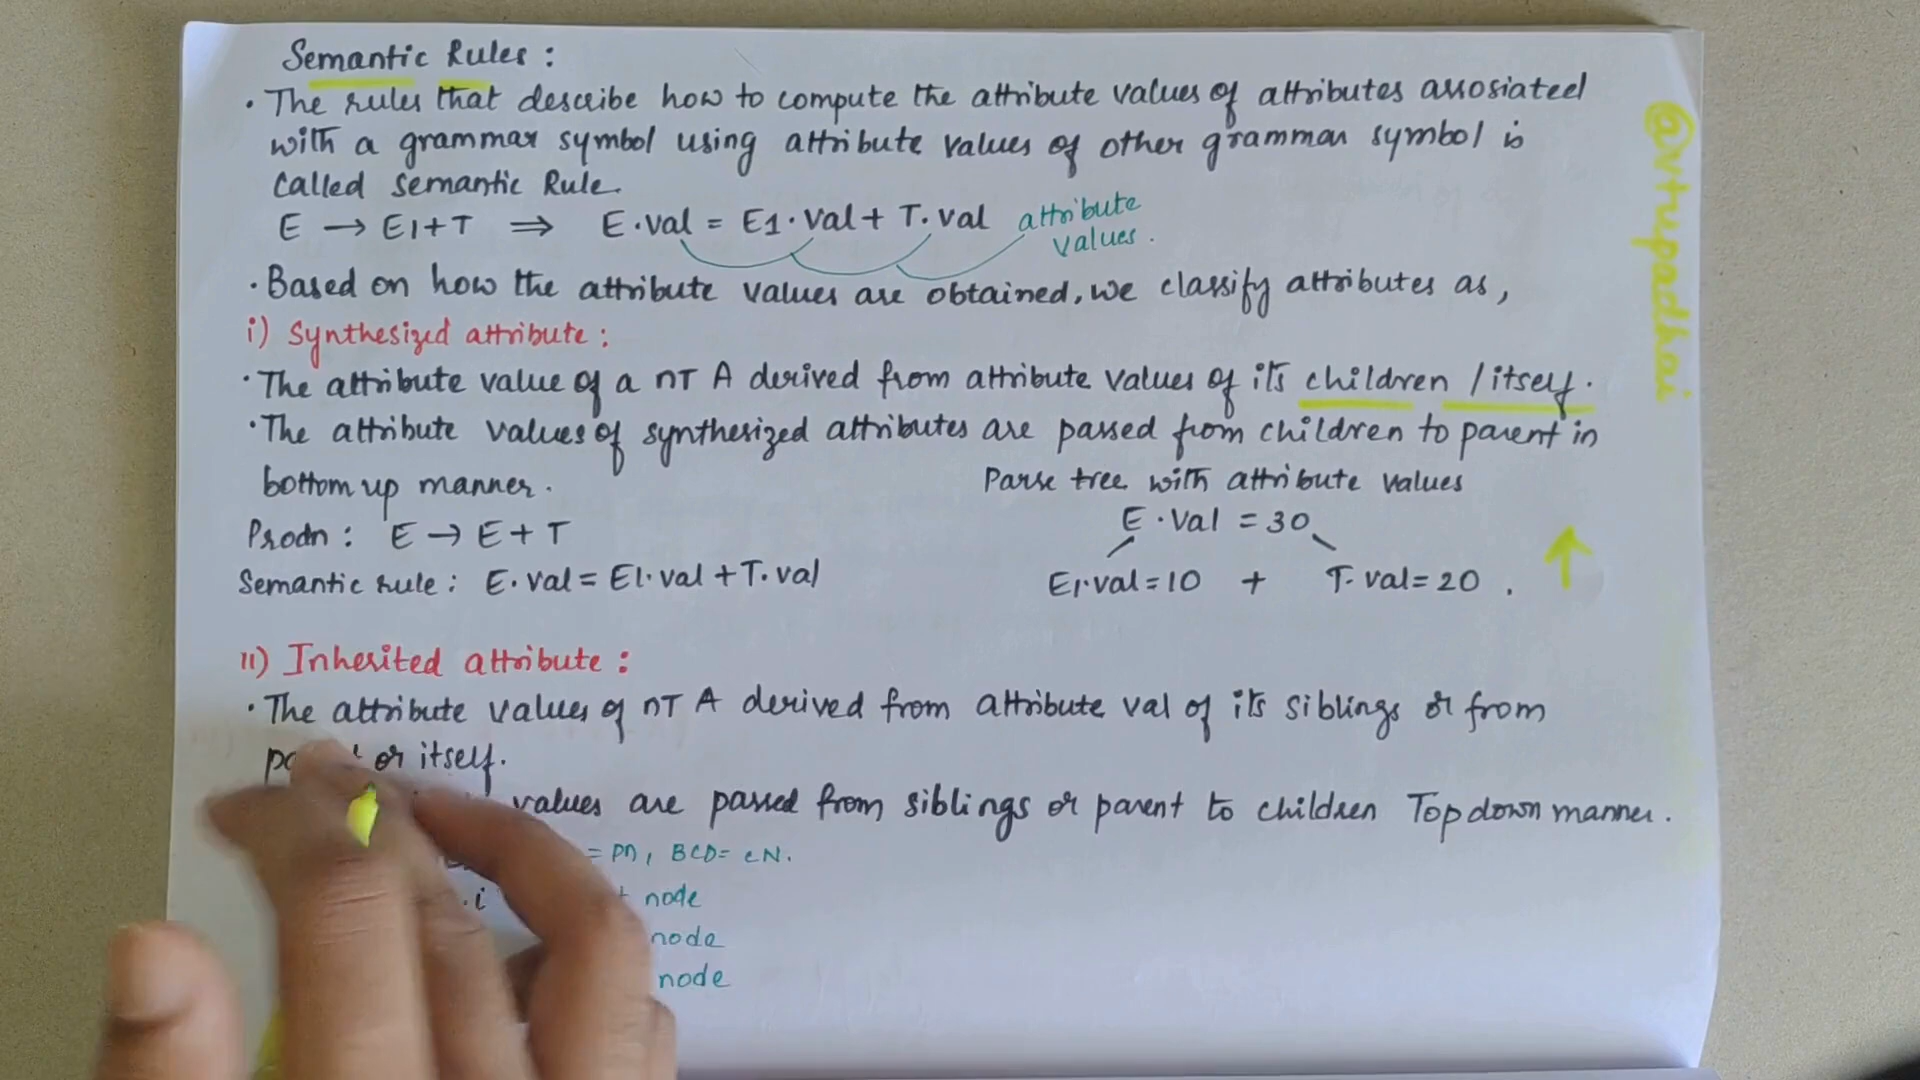 Semantic Rules :
• The rules that describe how to compute the attribute values of attributes assosiated
with a grammar symbol using attribute values of other grammar symbol is
Called semantic Rule.
E → E1+T ⇒ E.val = E1.val + T.val attribute
values.
• Based on how the attribute values are obtained, we classify attributes as,
i) Synthesized attribute :
• The attribute value of a nT A derived from attribute values of it's children / itself.
• The attribute values of synthesized attributes are passed from children to parent in
bottom up manner.
Parse tree with attribute values
Prodn : E → E + T
E.val = 30
Semantic rule : E.val = E1.val + T.val
E1.val = 10 + T.val = 20 .
ii) Inherited attribute :
• The attribute values of nT A derived from attribute val of it's siblings or from
or itself.
values are passed from siblings or parent to children Top down manner.
= PN, BCD = CN.
.i node
node
node
@vtupadhai